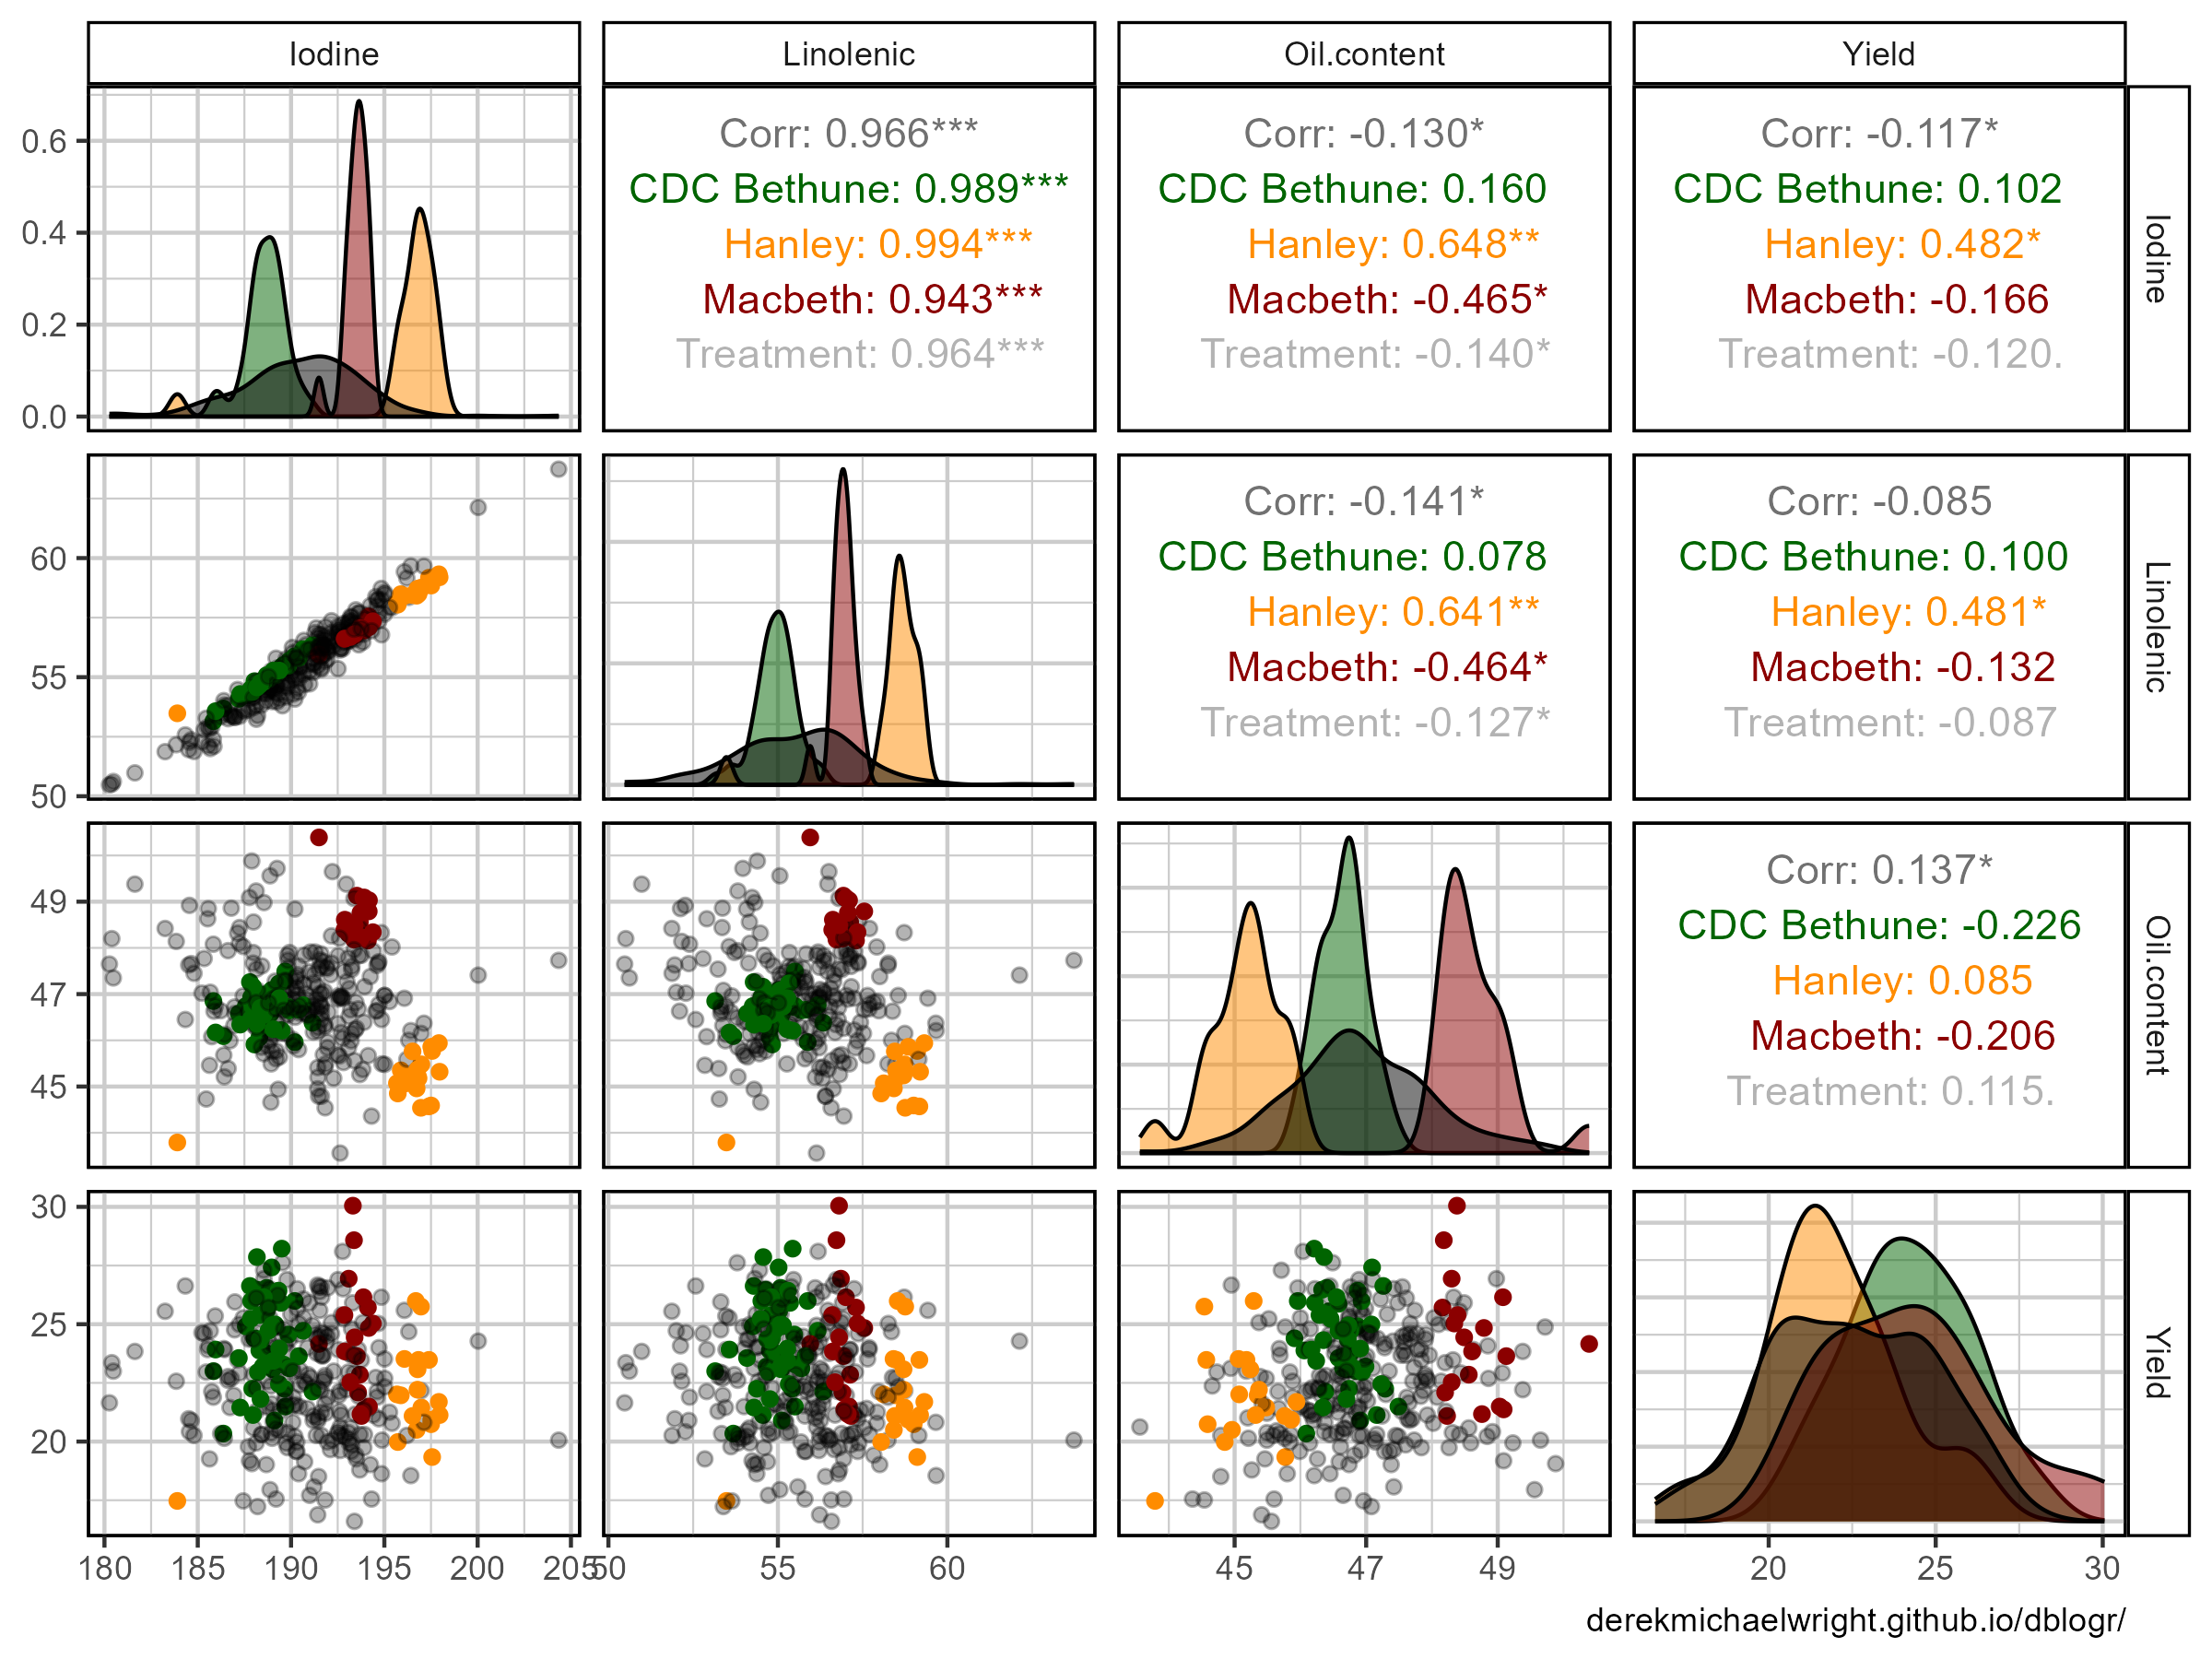 Iodine
Linolenic
Oil.content
Yield
0.6
0.4
0.2
0.0
Corr: 0.966***
CDC Bethune: 0.989***
Hanley: 0.994***
Macbeth: 0.943***
Treatment: 0.964***
Corr: -0.130*
CDC Bethune: 0.160
Hanley: 0.648**
Macbeth: -0.465*
Treatment: -0.140*
Corr: -0.117*
CDC Bethune: 0.102
Hanley: 0.482*
Macbeth: -0.166
Treatment: -0.120.
Iodine
60
55
50
Corr: -0.141*
CDC Bethune: 0.078
Hanley: 0.641**
Macbeth: -0.464*
Treatment: -0.127*
Corr: -0.085
CDC Bethune: 0.100
Hanley: 0.481*
Macbeth: -0.132
Treatment: -0.087
Linolenic
49
47
45
Corr: 0.137*
CDC Bethune: -0.226
Hanley: 0.085
Macbeth: -0.206
Treatment: 0.115.
Oil.content
30
25
20
Yield
180 185 190 195 200 205
50 55 60
45 47 49
20 25 30
derekmichaelwright.github.io/dblogr/